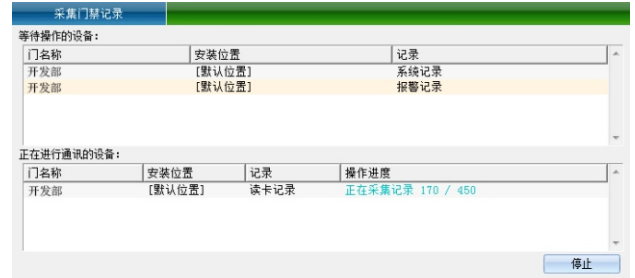 采集门禁记录
等待操作的设备：
门名称 安装位置 记录
开发部 [默认位置] 系统记录
开发部 [默认位置] 报警记录
正在进行通讯的设备：
门名称 安装位置 记录 操作进度
开发部 [默认位置] 读卡记录 正在采集记录 170 / 450
停止